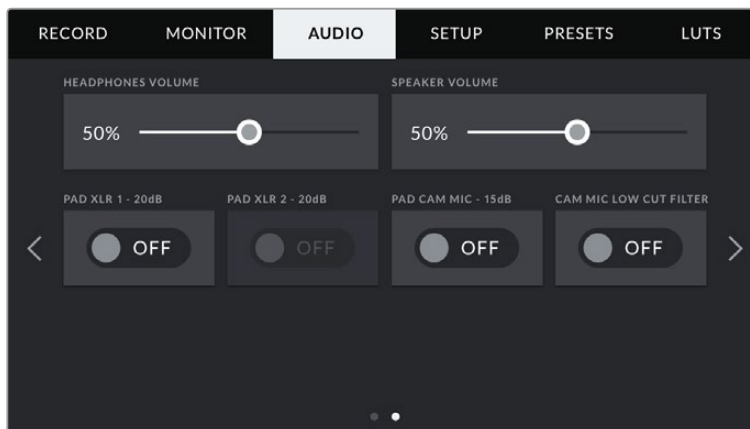 RECORD MONITOR AUDIO SETUP PRESETS LUTS
HEADPHONES VOLUME SPEAKER VOLUME
50% 50%
PAD XLR 1 - 20dB PAD XLR 2 - 20dB PAD CAM MIC - 15dB CAM MIC LOW CUT FILTER
OFF OFF OFF OFF